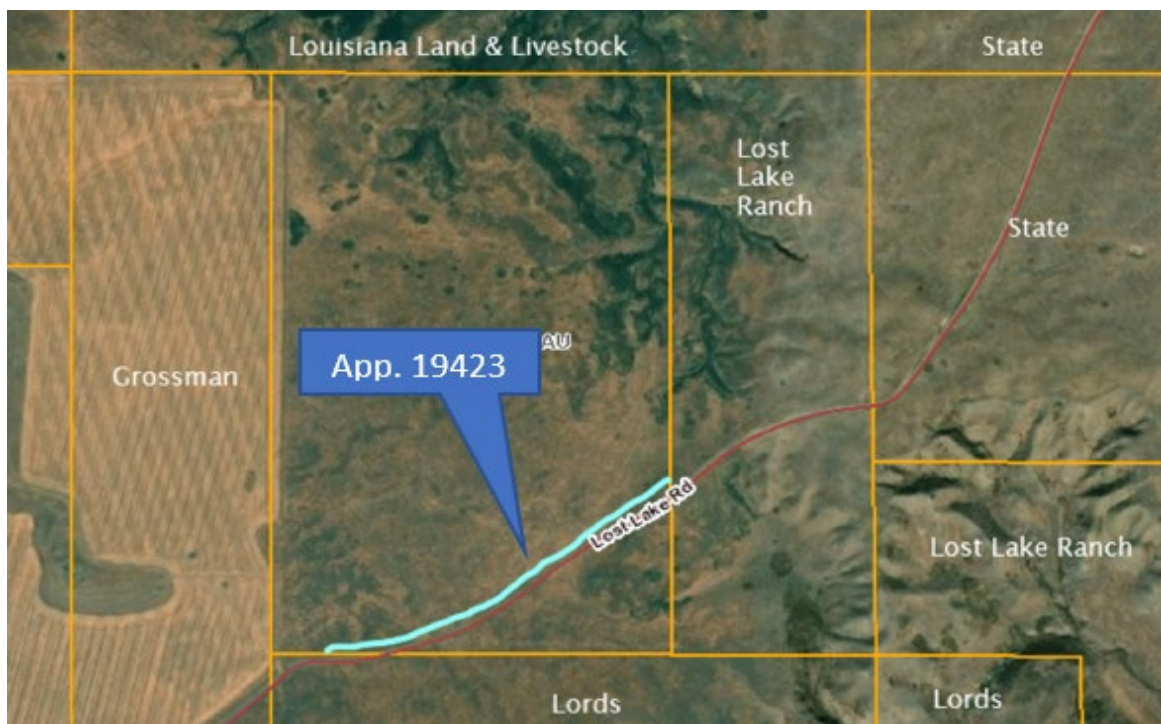 Louisiana Land & Livestock
State
Lost
Lake
Ranch
State
AU
App. 19423
Grossman
Lost Lake Rd
Lost Lake Ranch
Lords
Lords